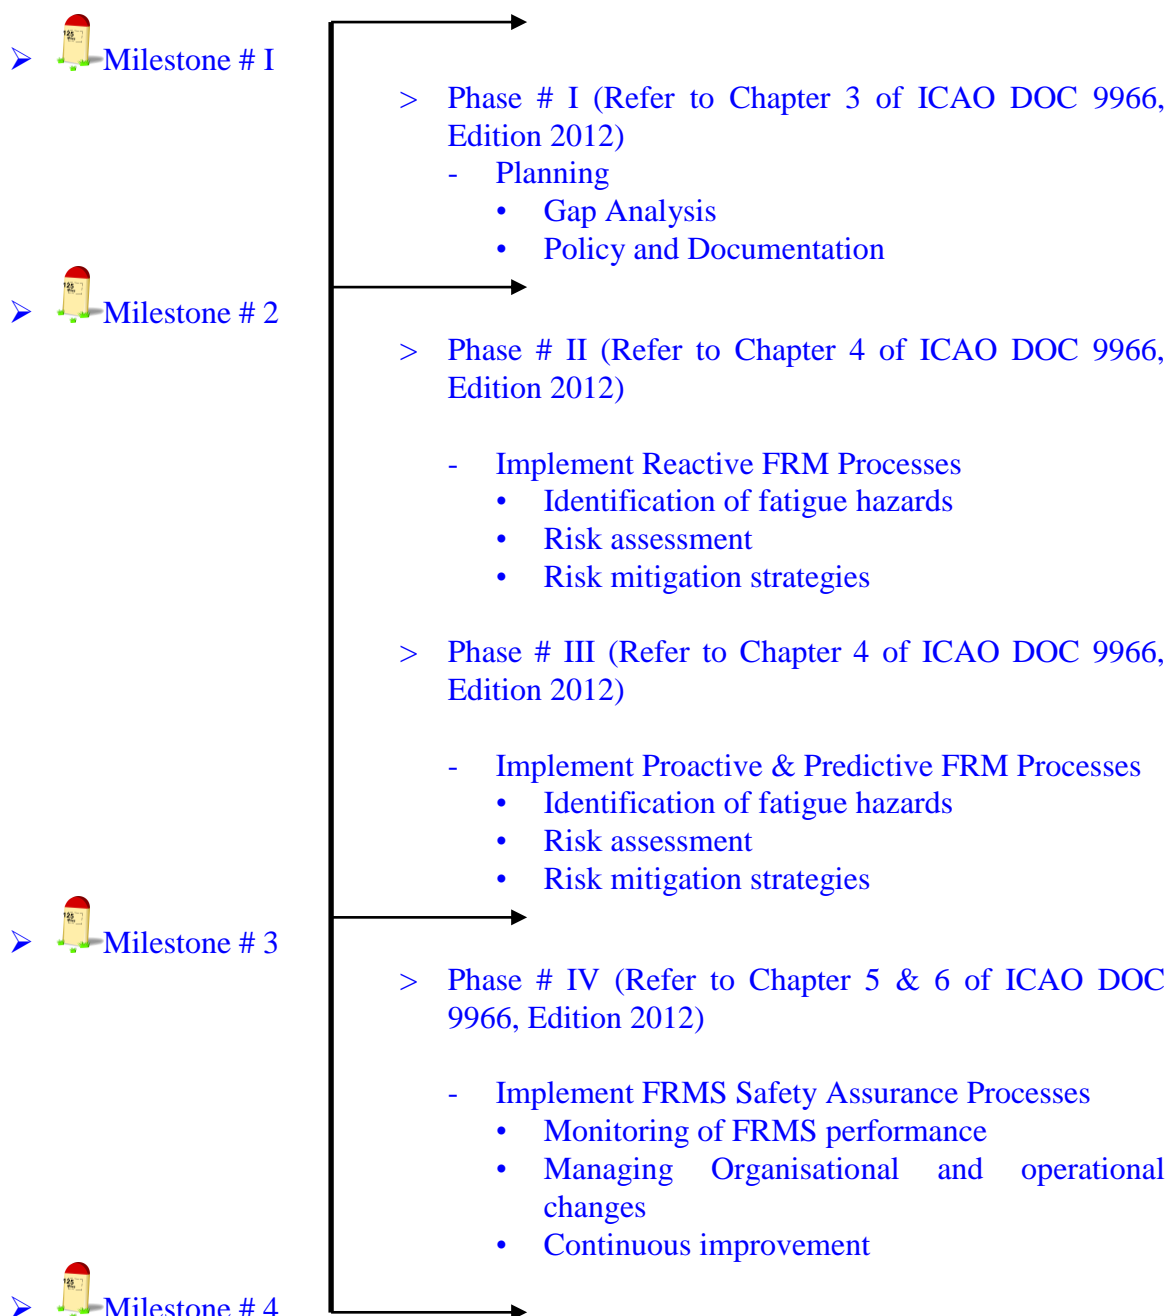 ➢ Milestone # I
> Phase # I (Refer to Chapter 3 of ICAO DOC 9966,
Edition 2012)
- Planning
• Gap Analysis
• Policy and Documentation
➢ Milestone # 2
> Phase # II (Refer to Chapter 4 of ICAO DOC 9966,
Edition 2012)
- Implement Reactive FRM Processes
• Identification of fatigue hazards
• Risk assessment
• Risk mitigation strategies
> Phase # III (Refer to Chapter 4 of ICAO DOC 9966,
Edition 2012)
- Implement Proactive & Predictive FRM Processes
• Identification of fatigue hazards
• Risk assessment
• Risk mitigation strategies
➢ Milestone # 3
> Phase # IV (Refer to Chapter 5 & 6 of ICAO DOC
9966, Edition 2012)
- Implement FRMS Safety Assurance Processes
• Monitoring of FRMS performance
• Managing Organisational and operational
changes
• Continuous improvement
➢ Milestone # 4